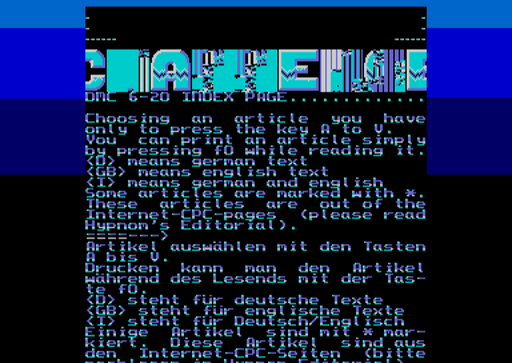 DMC 6-20 INDEX PAGE..............
Choosing an article you have
only to press the key A to V.
You can print an article simply
by pressing f0 while reading it.
<D> means german text
<GB> means english text
<I> means german and english
Some articles are marked with *.
These articles are out of the
Internet-CPC-pages (please read
Hypnom's Editorial).
====--->
Artikel auswählen mit den Tasten
A bis V.
Drucken kann man den Artikel
während des Lesends mit der Tas-
te f0.
<D> steht für deutsche Texte
<GB> steht für englische Texte
<I> steht für Deutsch/Englisch
Einige Artikel sind mit * mar-
kiert. Diese Artikel sind aus
den Internet-CPC-Seiten (bitte